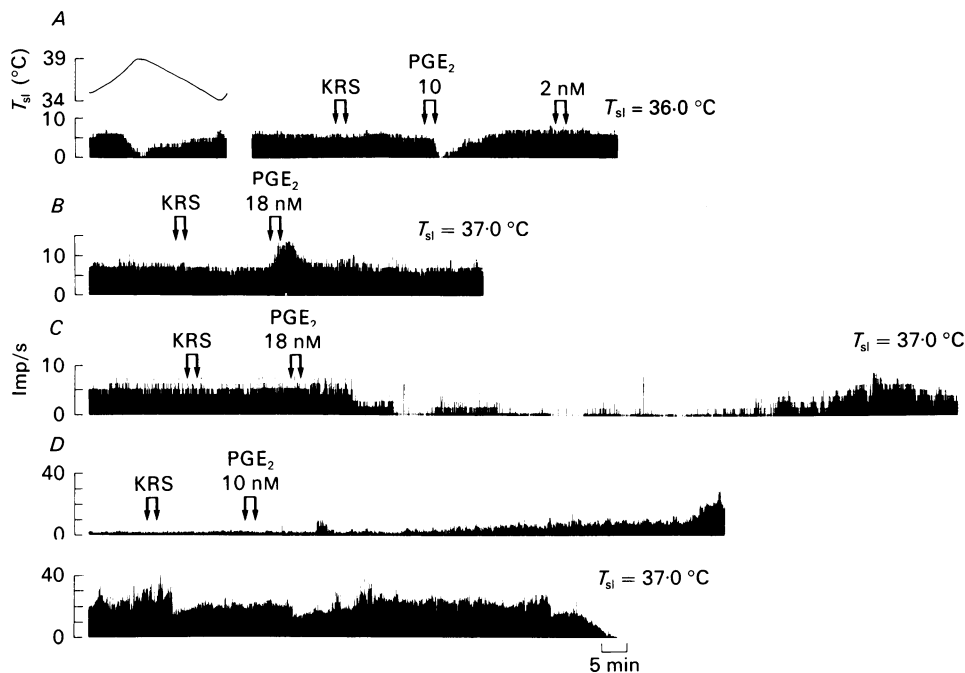 A
T_sl (°C)
39
34
10
0
KRS
PGE₂
10
2 nM
T_sl = 36·0 °C
B
KRS
PGE₂
18 nM
T_sl = 37·0 °C
10
0
C
KRS
PGE₂
18 nM
T_sl = 37·0 °C
Imp/s
10
0
D
40
0
KRS
PGE₂
10 nM
40
0
T_sl = 37·0 °C
5 min